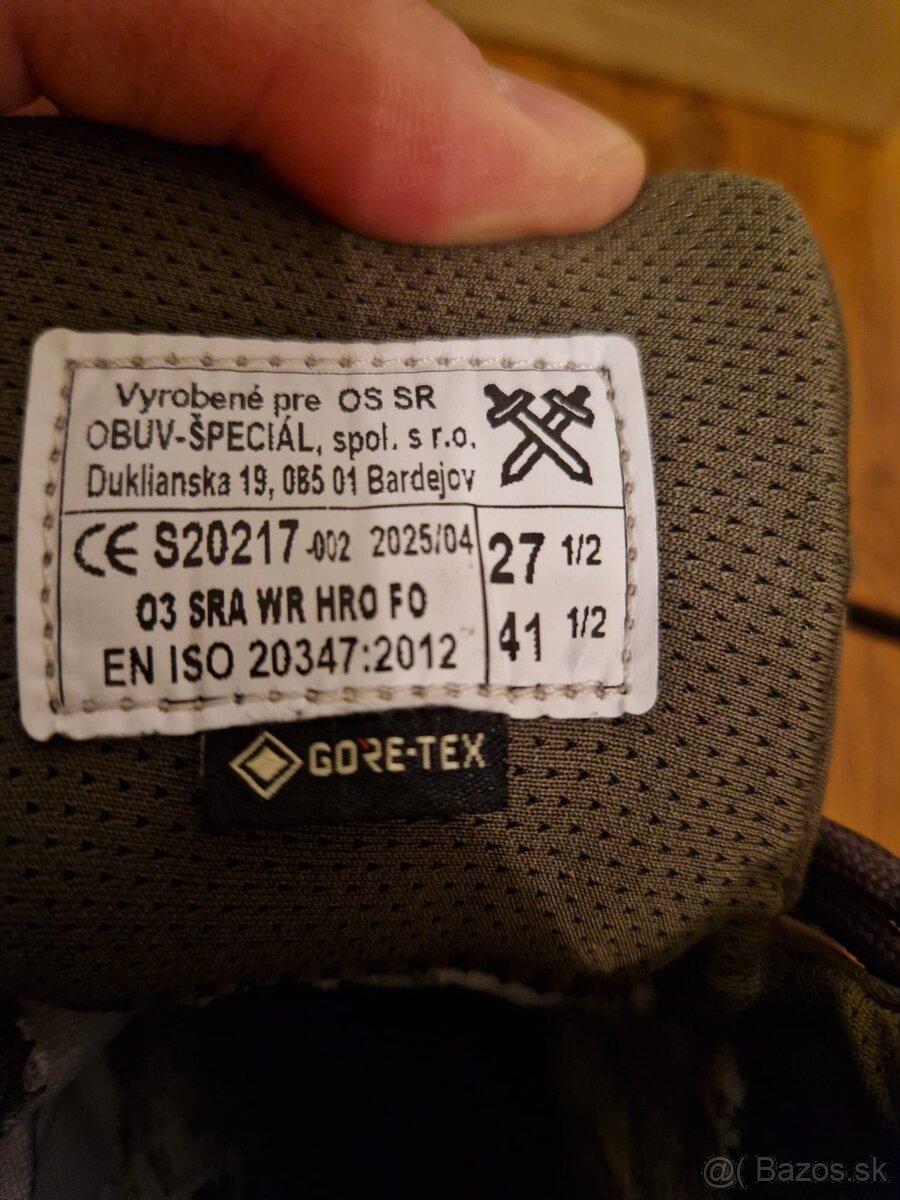 Vyrobené pre OS SR
OBUV-ŠPECIÁL, spol. s r.o.
Duklianska 19, 085 01 Bardejov
CE S20217-002 2025/04
O3 SRA WR HRO FO
EN ISO 20347:2012
27 1/2
41 1/2
GORE-TEX
@( Bazos.sk